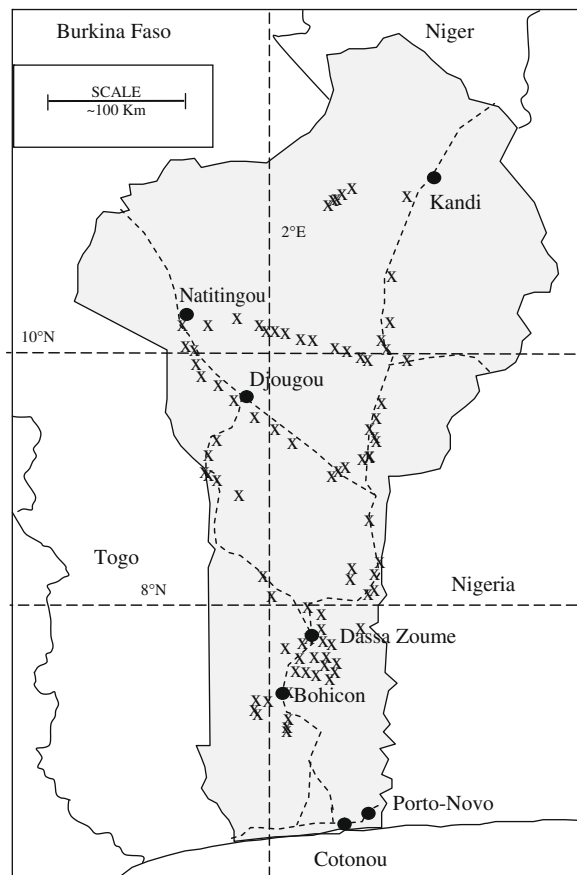 Burkina Faso
Niger
SCALE
~100 Km
Kandi
2°E
Natitingou
10°N
Djougou
Togo
8°N
Nigeria
Dassa Zoume
Bohicon
Porto-Novo
Cotonou